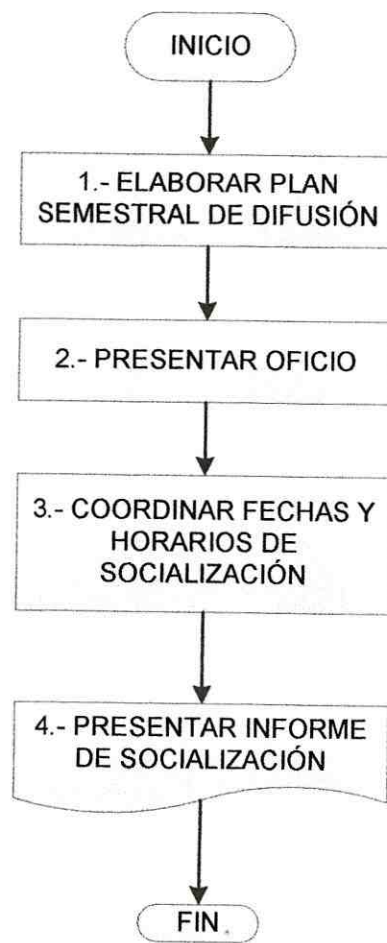 INICIO
1.- ELABORAR PLAN
SEMESTRAL DE DIFUSIÓN
2.- PRESENTAR OFICIO
3.- COORDINAR FECHAS Y
HORARIOS DE
SOCIALIZACIÓN
4.- PRESENTAR INFORME
DE SOCIALIZACIÓN
FIN